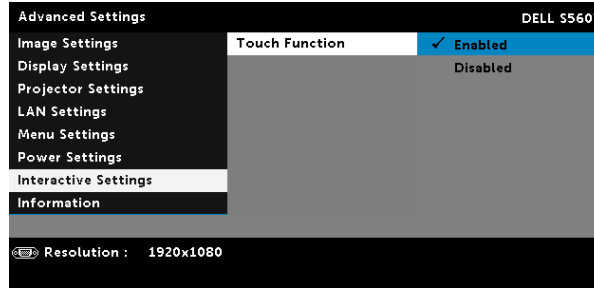 Advanced Settings DELL S560
Image Settings Touch Function ✓ Enabled
Display Settings Disabled
Projector Settings
LAN Settings
Menu Settings
Power Settings
Interactive Settings
Information
Resolution : 1920x1080